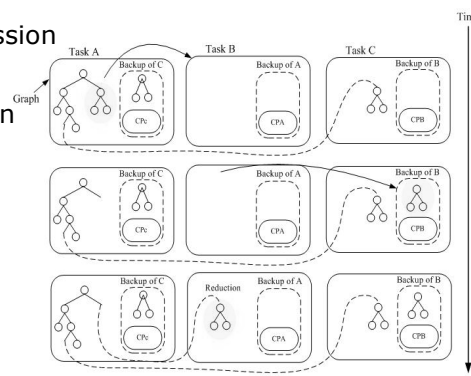 ssion
n
Tim
Task A
Task B
Task C
Graph
Backup of C
Backup of A
Backup of B
CPc
CPA
CPB
Backup of C
Backup of A
Backup of B
CPc
CPA
CPB
Backup of C
Reduction
Backup of A
Backup of B
CPc
CPA
CPB